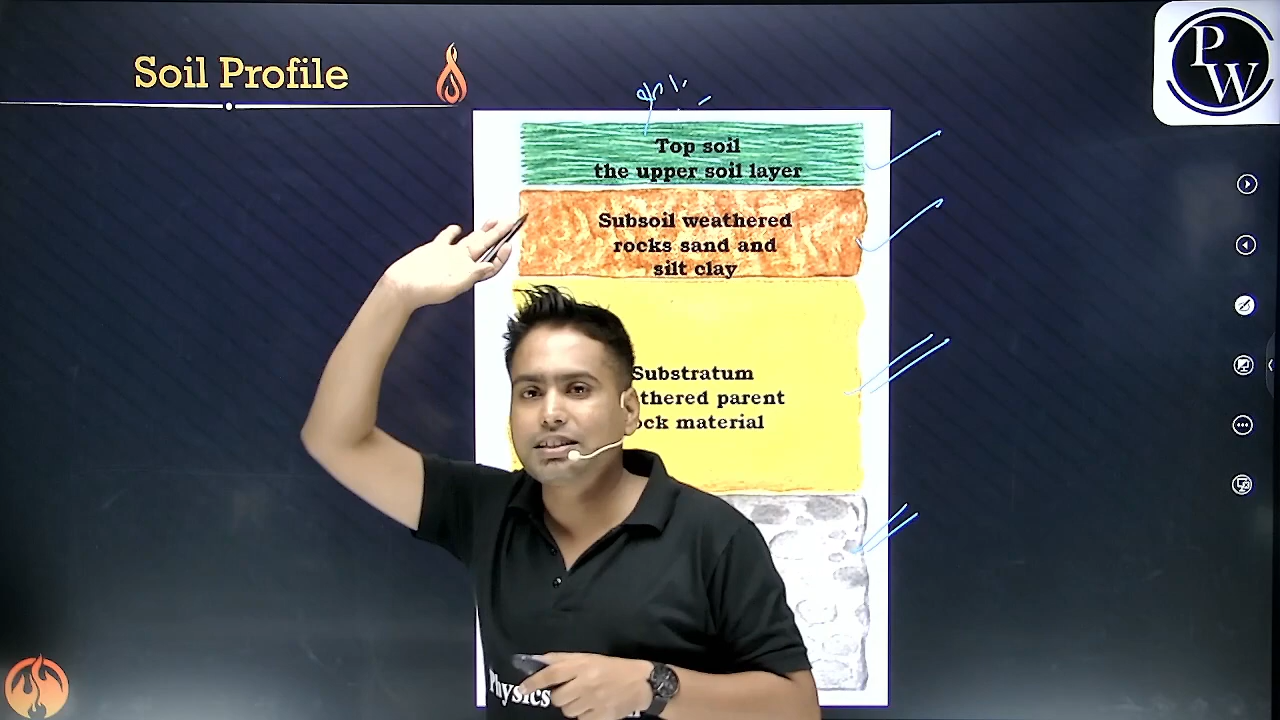 Soil Profile
PW
Top soil
the upper soil layer
Subsoil weathered
rocks sand and
silt clay
Substratum
thered parent
ock material
Physics